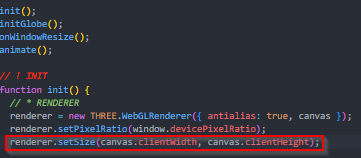 init();
initGlobe();
onWindowResize();
animate();
// ! INIT
function init() {
// * RENDERER
renderer = new THREE.WebGLRenderer({ antialias: true, canvas });
renderer.setPixelRatio(window.devicePixelRatio);
renderer.setSize(canvas.clientWidth, canvas.clientHeight);